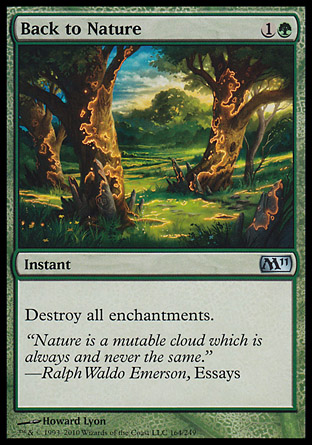 Back to Nature 1
Instant M11
Destroy all enchantments.
“Nature is a mutable cloud which is
always and never the same.”
—Ralph Waldo Emerson, Essays
Howard Lyon
™ & © 1993–2010 Wizards of the Coast LLC 164/249